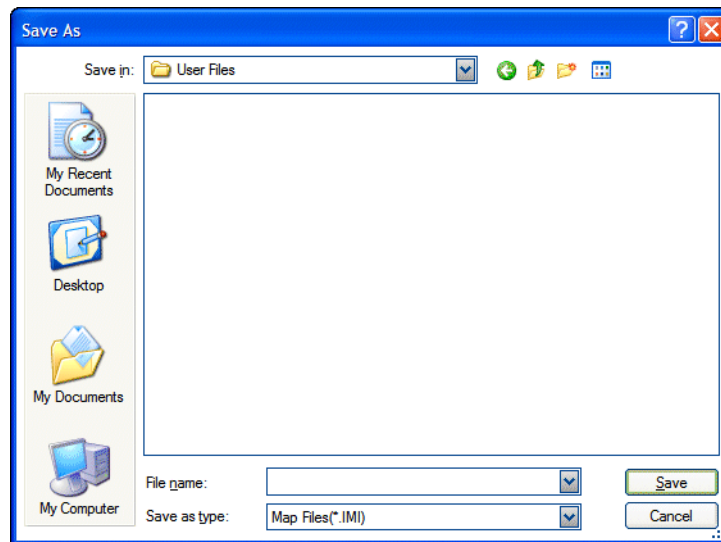 Save As
Save in: User Files
My Recent
Documents
Desktop
My Documents
My Computer
File name:
Save
Save as type: Map Files(*.IMI)
Cancel